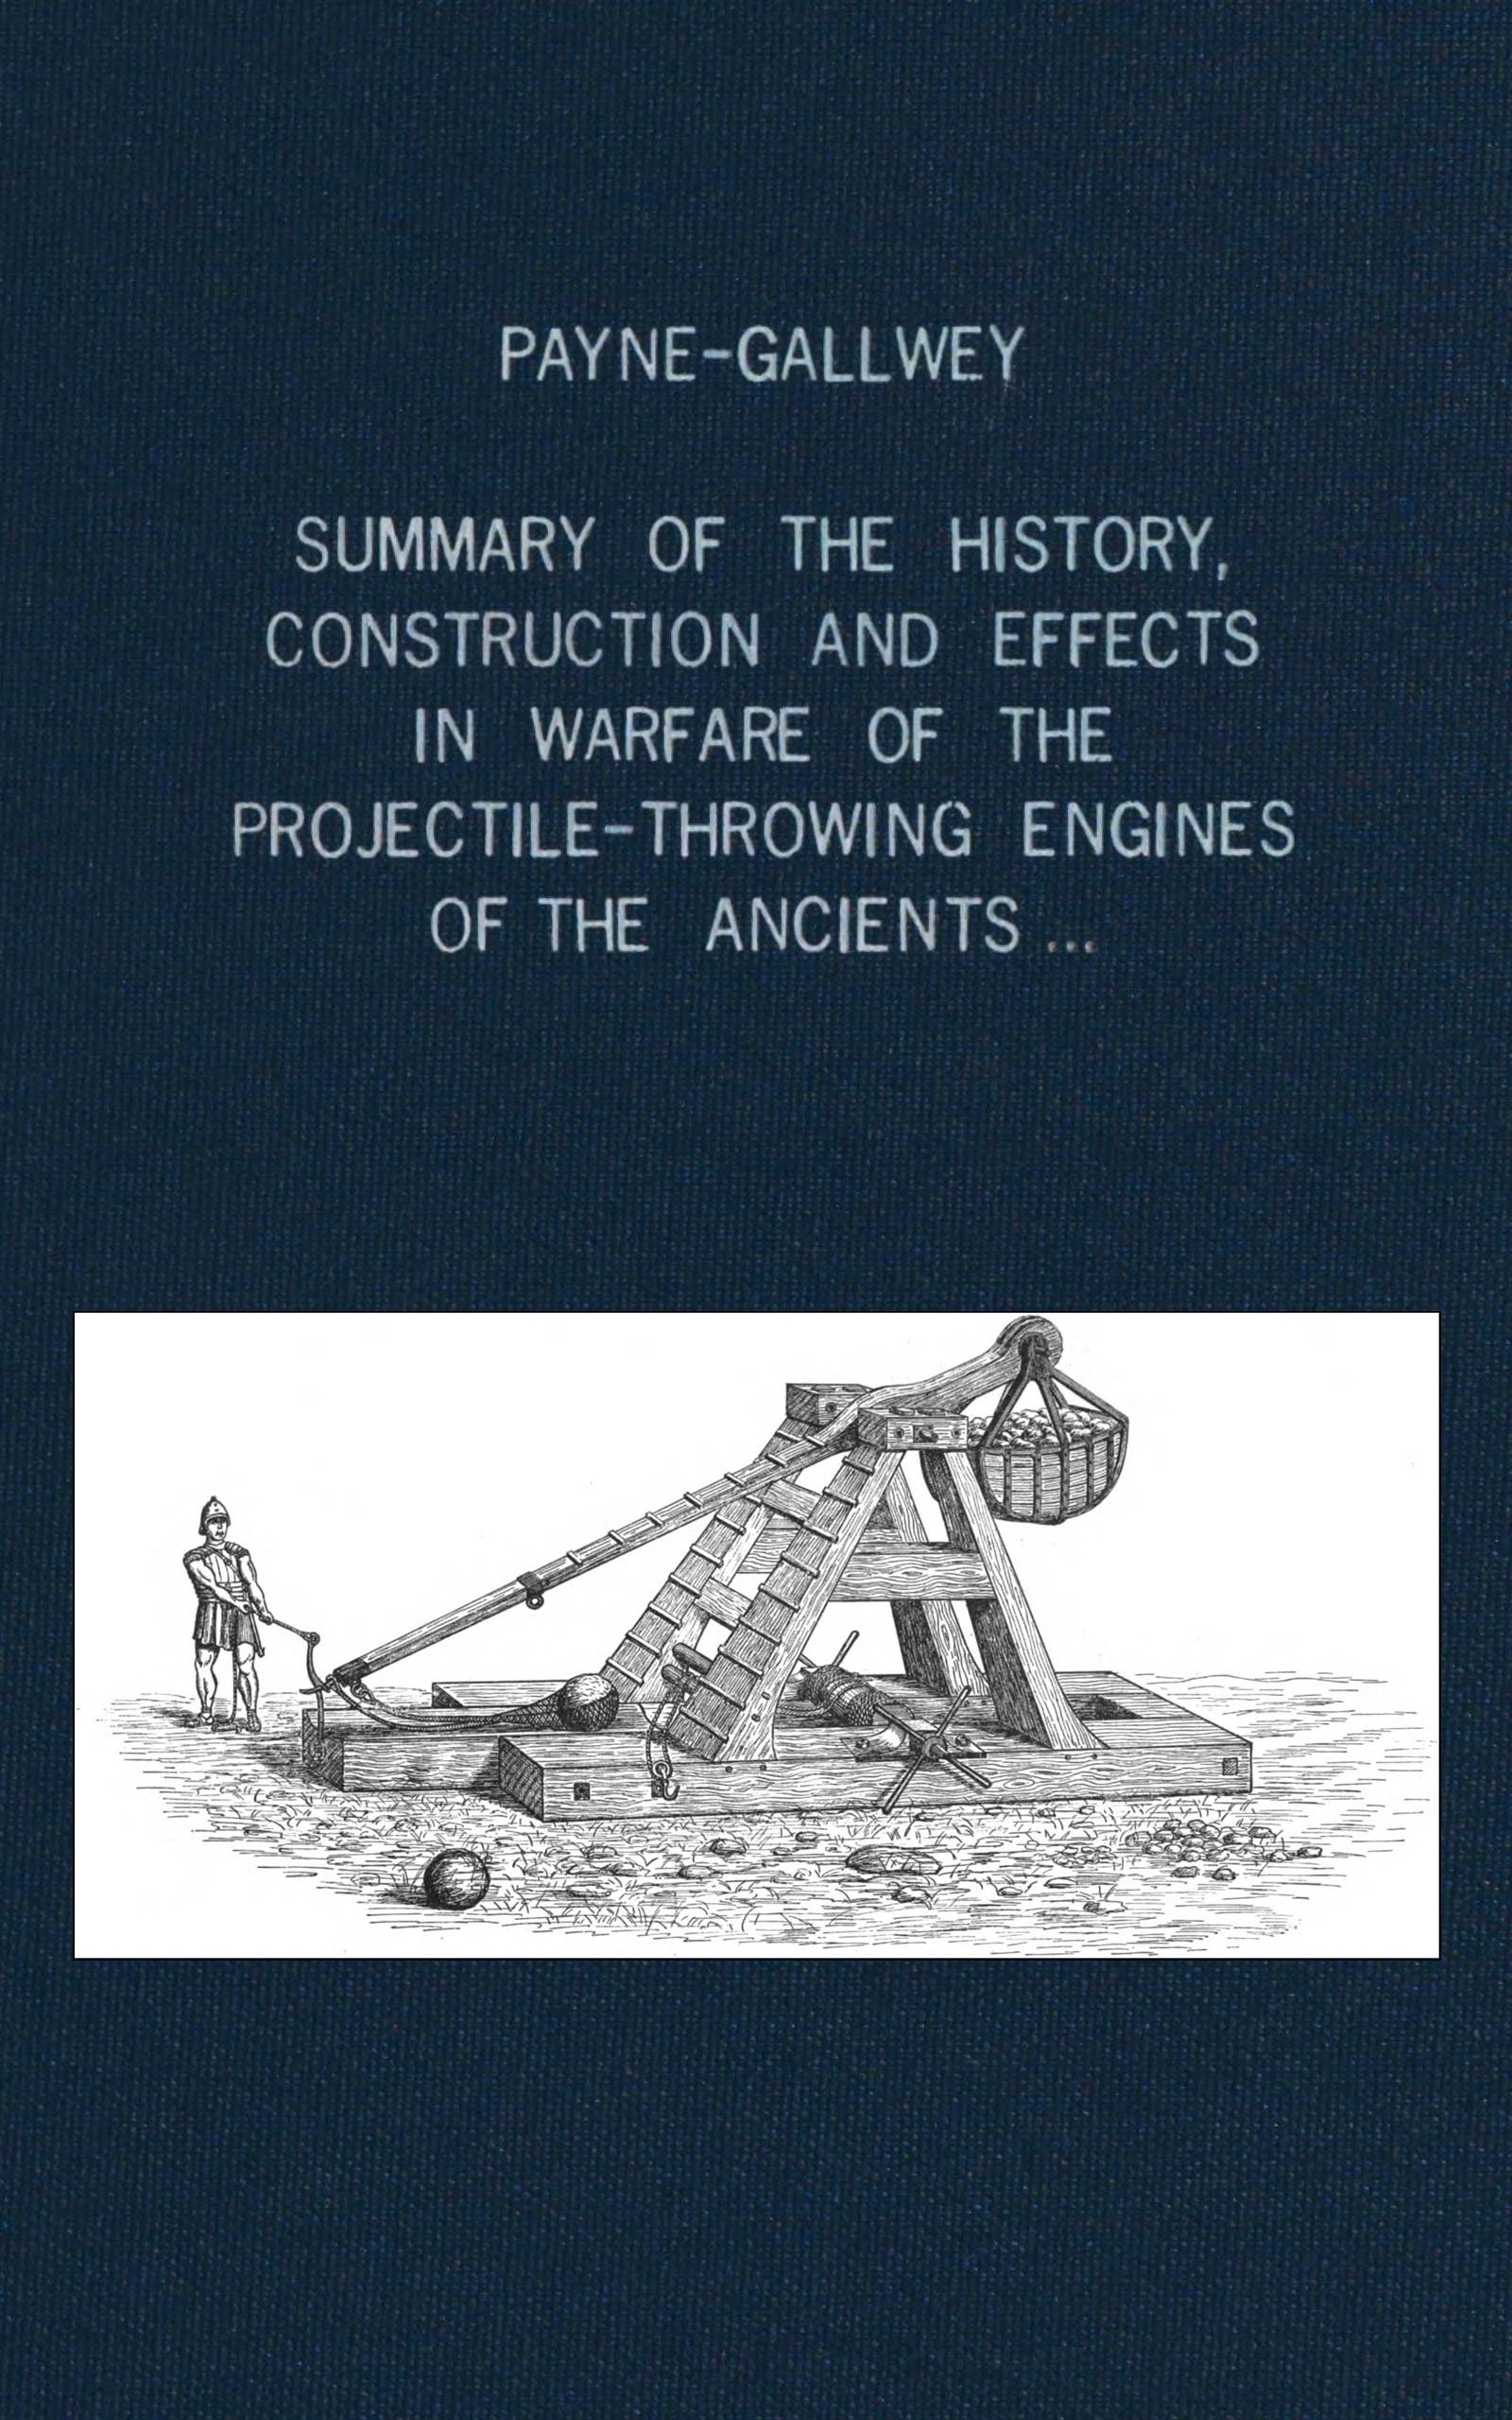 PAYNE-GALLWEY
SUMMARY OF THE HISTORY,
CONSTRUCTION AND EFFECTS
IN WARFARE OF THE
PROJECTILE-THROWING ENGINES
OF THE ANCIENTS ...